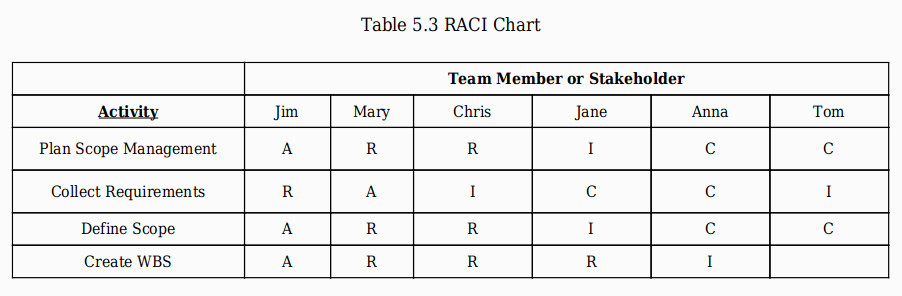 Table 5.3 RACI Chart
Team Member or Stakeholder
Activity Jim Mary Chris Jane Anna Tom
Plan Scope Management A R R I C C
Collect Requirements R A I C C I
Define Scope A R R I C C
Create WBS A R R R I